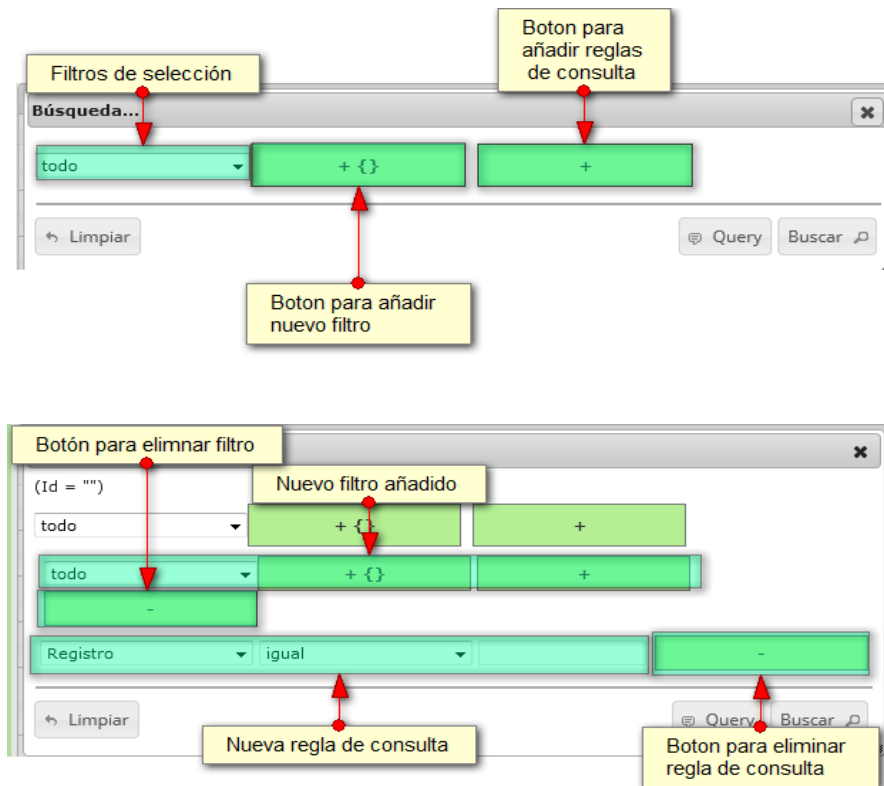 Boton para
añadir reglas
de consulta
Filtros de selección
Búsqueda...
todo + {} +
Limpiar Query Buscar
Boton para añadir
nuevo filtro
Botón para elimnar filtro
(Id = "")
Nuevo filtro añadido
todo + {} +
todo + {} +
-
Registro igual -
Limpiar Query Buscar
Nueva regla de consulta
Boton para eliminar
regla de consulta